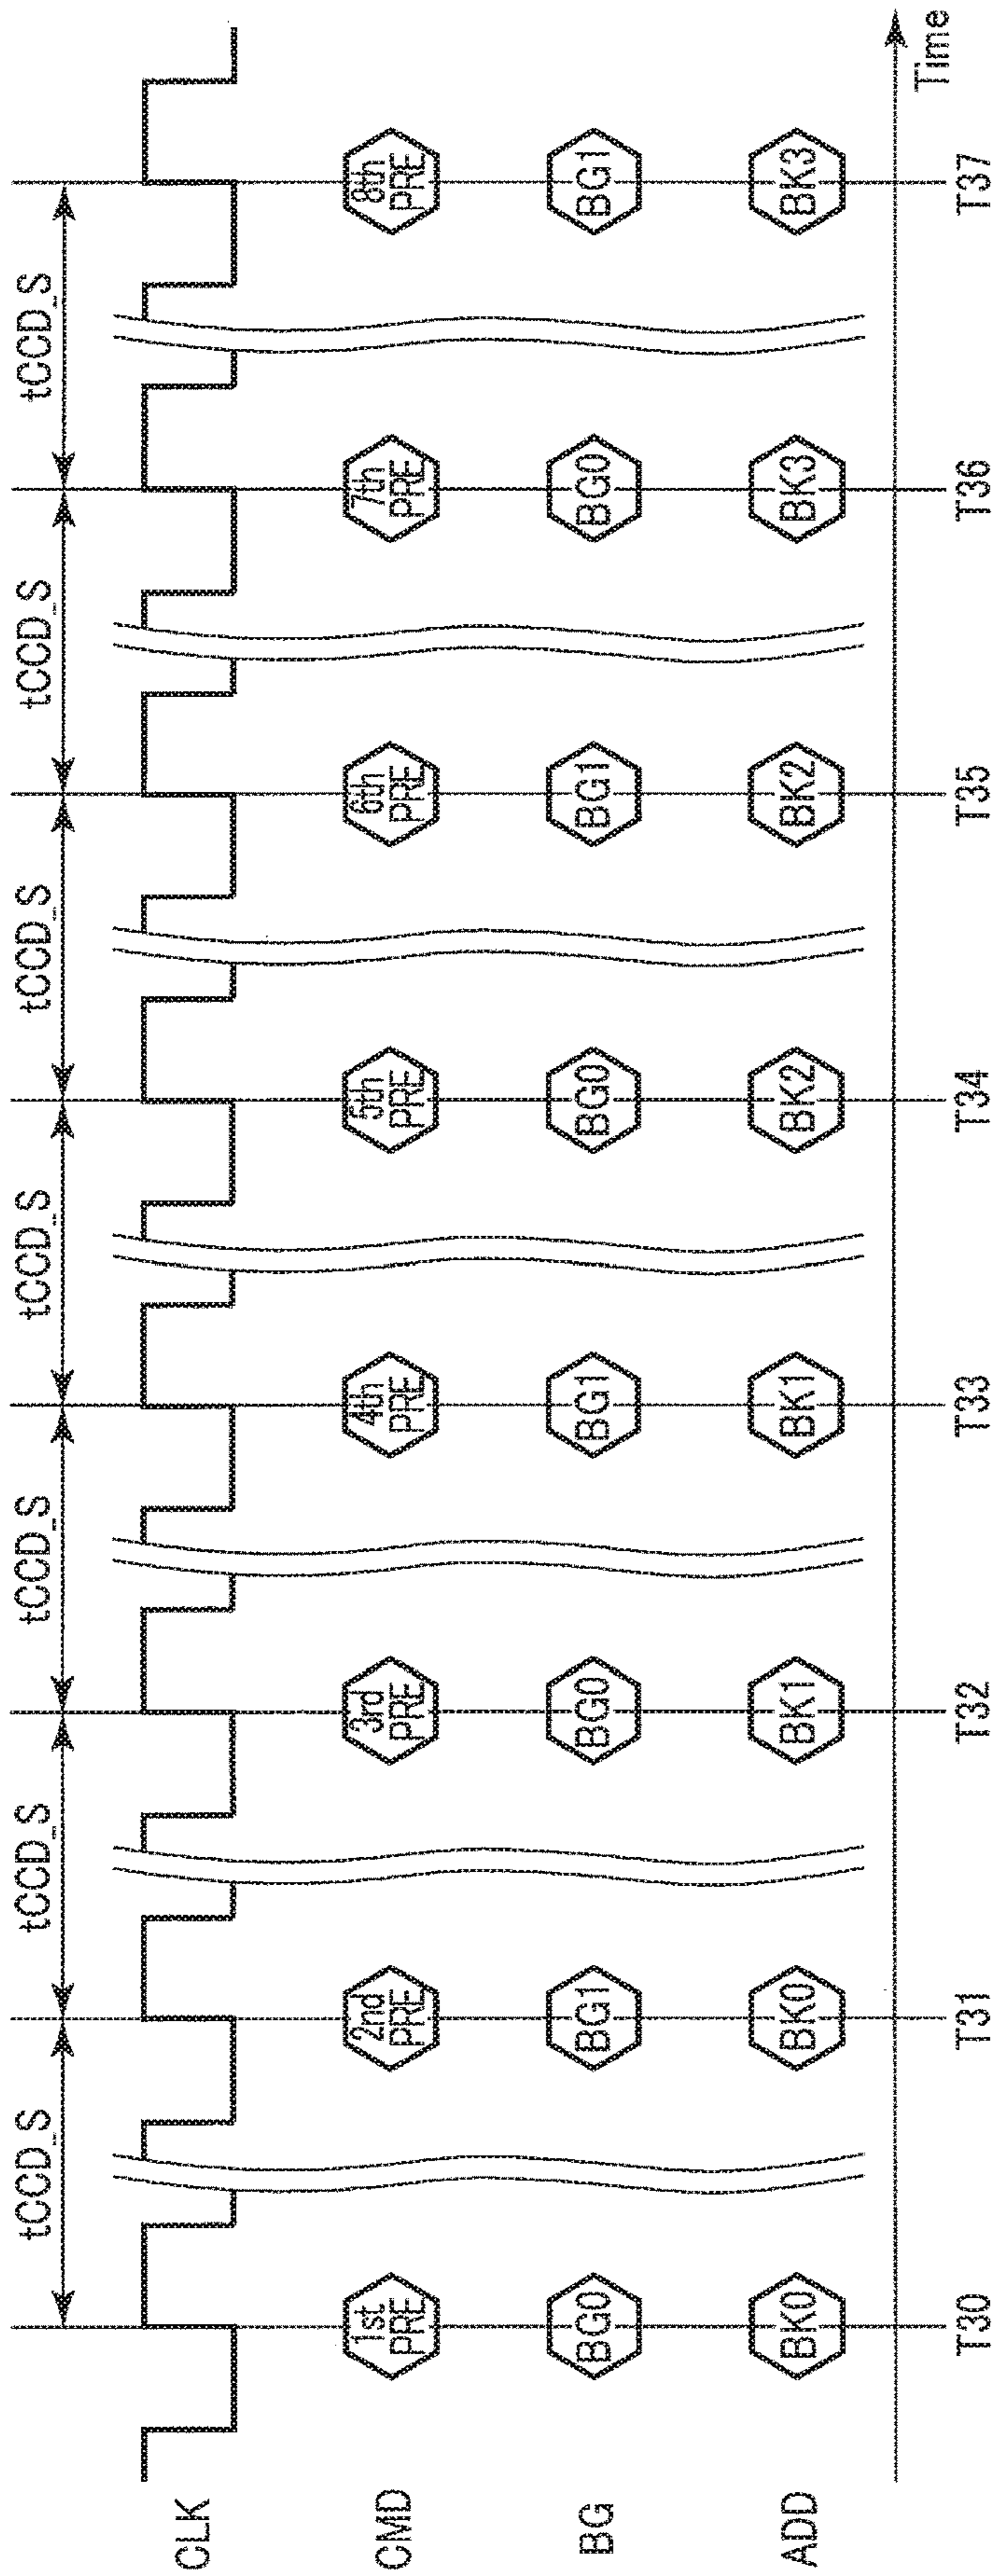 tCCD_S tCCD_S tCCD_S tCCD_S tCCD_S tCCD_S tCCD_S
CLK
CMD 1st PRE 2nd PRE 3rd PRE 4th PRE 5th PRE 6th PRE 7th PRE 8th PRE
BG BG0 BG1 BG0 BG1 BG0 BG1 BG0 BG1
ADD BK0 BK0 BK1 BK1 BK2 BK2 BK3 BK3
Time
T30 T31 T32 T33 T34 T35 T36 T37